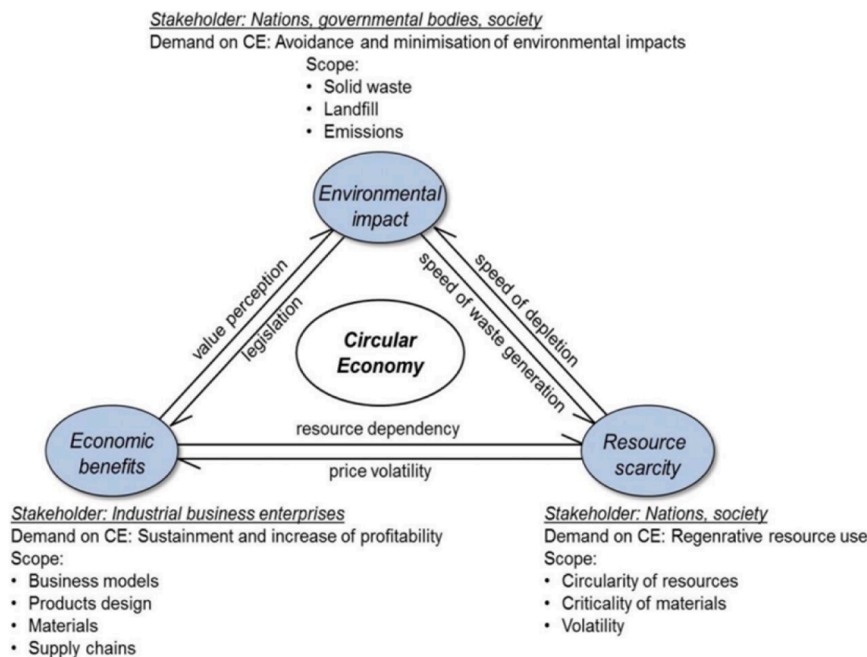 Stakeholder: Nations, governmental bodies, society
Demand on CE: Avoidance and minimisation of environmental impacts
Scope:
• Solid waste
• Landfill
• Emissions
Environmental
impact
value perception
legislation
speed of waste generation
speed of depletion
Circular
Economy
Economic
benefits
resource dependency
price volatility
Resource
scarcity
Stakeholder: Industrial business enterprises
Demand on CE: Sustainment and increase of profitability
Scope:
• Business models
• Products design
• Materials
• Supply chains
Stakeholder: Nations, society
Demand on CE: Regenrative resource use
Scope:
• Circularity of resources
• Criticality of materials
• Volatility